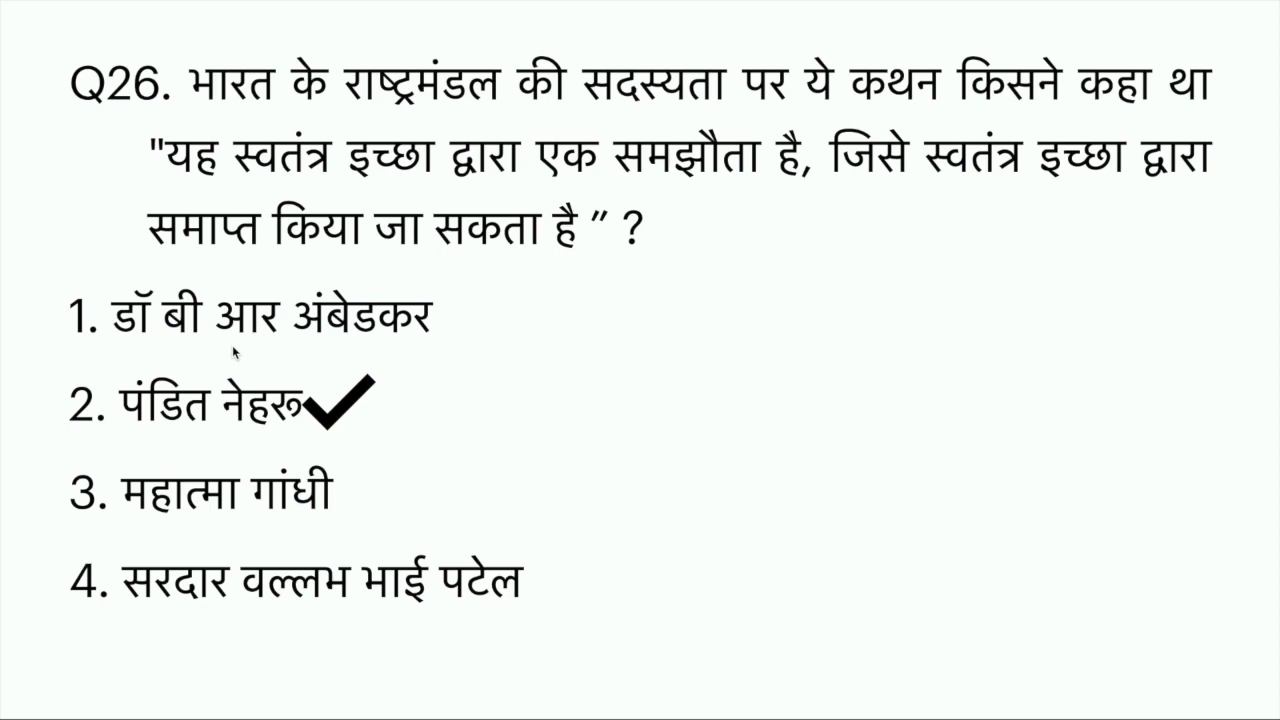 Q26. भारत के राष्ट्रमंडल की सदस्यता पर ये कथन किसने कहा था
"यह स्वतंत्र इच्छा द्वारा एक समझौता है, जिसे स्वतंत्र इच्छा द्वारा
समाप्त किया जा सकता है ” ?
1. डॉ बी आर अंबेडकर
2. पंडित नेहरू✔
3. महात्मा गांधी
4. सरदार वल्लभ भाई पटेल